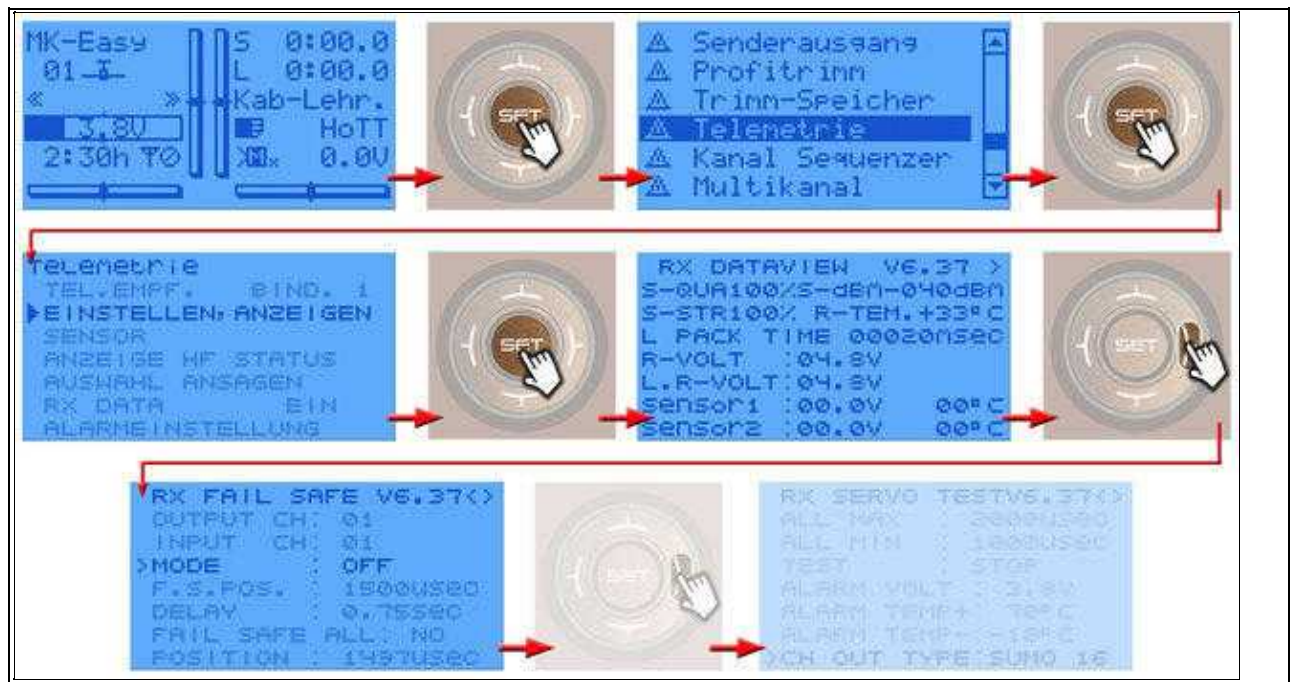 MK-Easy
01
« »
3.8V
2:30h
S 0:00.0
L 0:00.0
Kab-Lehr.
HoTT
M 0.0V
SET
Senderausgang
Profitrimm
Trimm-Speicher
Telemetrie
Kanal Sequenzer
Multikanal
SET
Telemetrie
TEL.EMPF. BIND. 1
EINSTELLEN,ANZEIGEN
SENSOR
ANZEIGE HF STATUS
AUSWAHL ANSAGEN
RX DATA EIN
ALARMEINSTELLUNG
SET
RX DATAVIEW V6.37 >
S-QUA100%S-dBm-040dBm
S-STR100% R-TEM.+33°C
L PACK TIME 00020msec
R-VOLT :04.8V
L.R-VOLT:04.8V
Sensor1 :00.0V 00°C
Sensor2 :00.0V 00°C
SET
RX FAIL SAFE V6.37<>
OUTPUT CH: 01
INPUT CH: 01
>MODE : OFF
F.S.POS. : 1500usec
DELAY : 0.75sec
FAIL SAFE ALL: NO
POSITION : 1497usec
SET
RX SERVO TESTV6.37<>
ALL MAX : 2000usec
ALL MIN : 1000usec
TEST : STOP
ALARM VOLT : 3.8V
ALARM TEMP+ 70°C
ALARM TEMP- -10°C
>CH OUT TYPE:SUMO 16